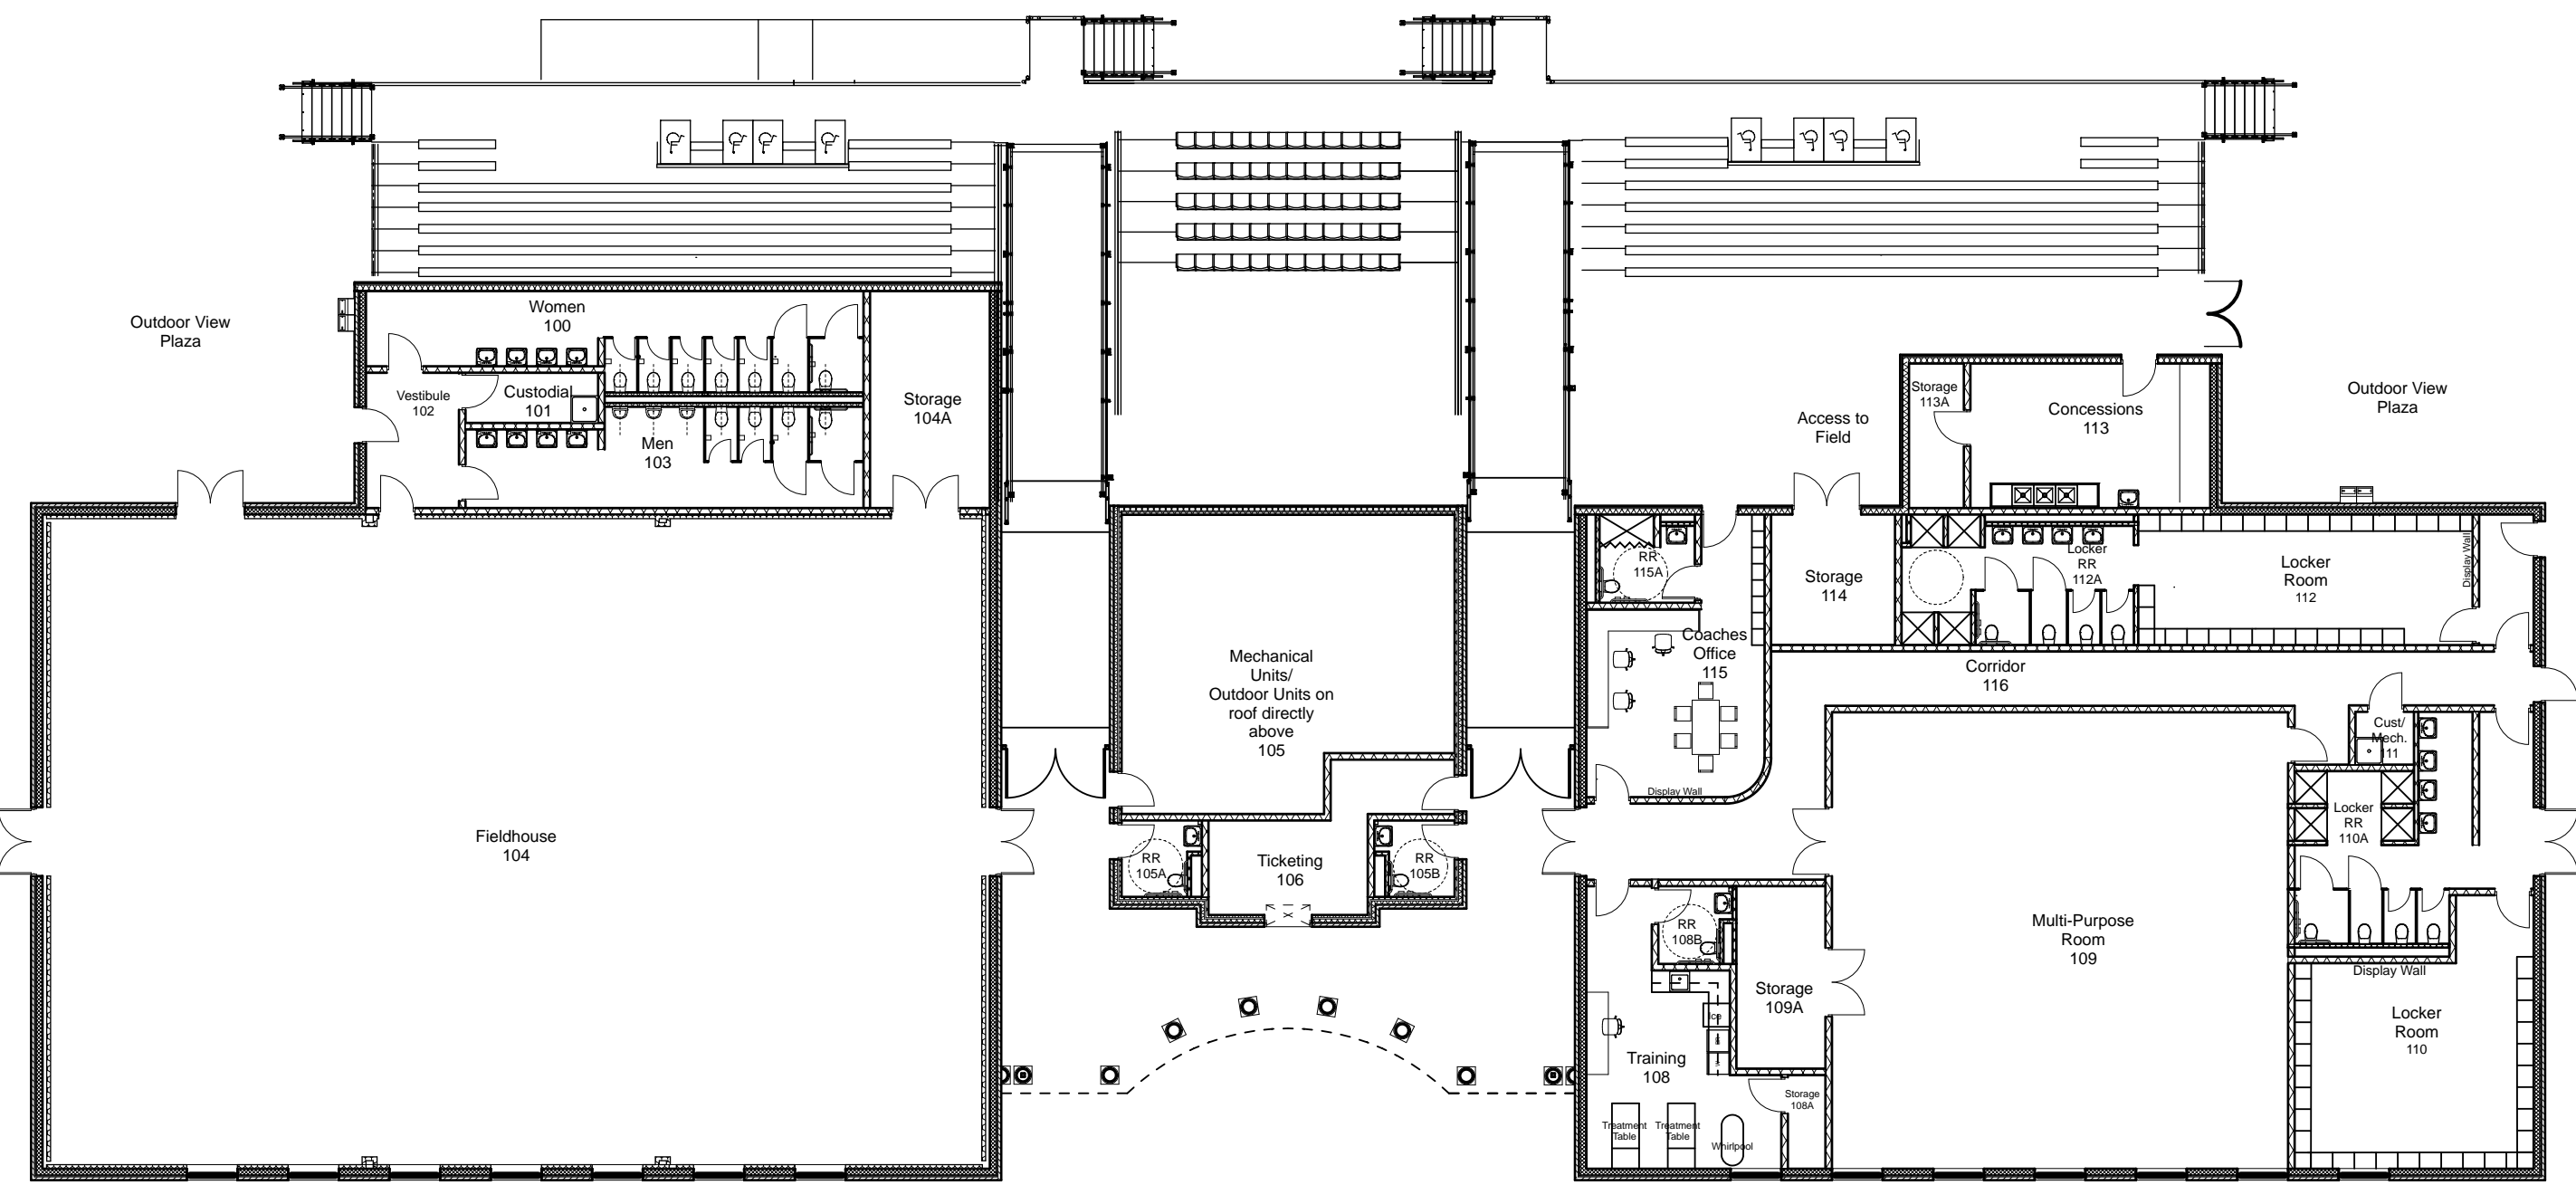 Outdoor View
Plaza
Women
100
Vestibule
102
Custodial
101
Men
103
Storage
104A
Fieldhouse
104
Mechanical
Units/
Outdoor Units on
roof directly
above
105
RR
105A
Ticketing
106
RR
105B
Access to
Field
Storage
113A
Concessions
113
Outdoor View
Plaza
RR
115A
Coaches
Office
115
Display Wall
Storage
114
Locker
RR
112A
Locker
Room
112
Display Wall
Corridor
116
Cust/
Mech.
111
Locker
RR
110A
Multi-Purpose
Room
109
Display Wall
Locker
Room
110
RR
108B
Storage
109A
Ice
Training
108
Storage
108A
Treatment
Table
Treatment
Table
Whirlpool